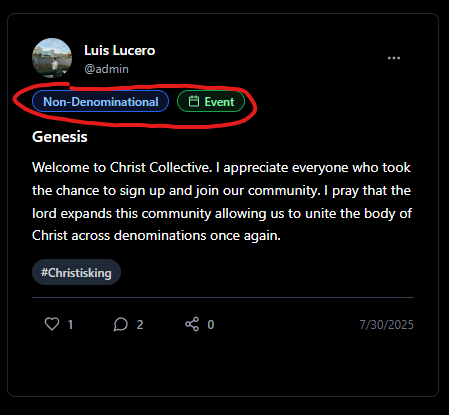 Luis Lucero
@admin
Non-Denominational Event
Genesis
Welcome to Christ Collective. I appreciate everyone who took
the chance to sign up and join our community. I pray that the
lord expands this community allowing us to unite the body of
Christ across denominations once again.
#Christisking
1 2 0 7/30/2025